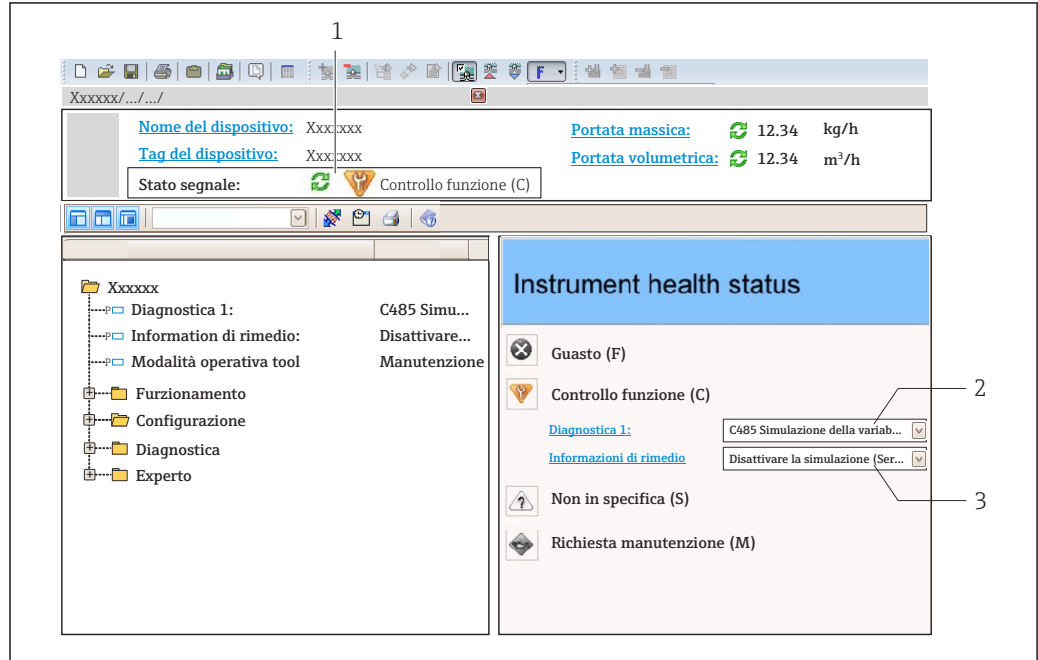 1
F
Xxxxxx/.../.../
Nome del dispositivo: Xxxxxxx
Portata massica: 12.34 kg/h
Tag del dispositivo: Xxxxxxx
Portata volumetrica: 12.34 m³/h
Stato segnale: Controllo funzione (C)
Xxxxxx
Diagnostica 1: C485 Simu...
Information di rimedio: Disattivare...
Modalità operativa tool Manutenzione
Furzionamento
Configurazione
Diagnostica
Experto
Instrument health status
Guasto (F)
Controllo funzione (C)
2
Diagnostica 1: C485 Simulazione della variab...
Informazioni di rimedio Disattivare la simulazione (Ser...
3
Non in specifica (S)
Richiesta manutenzione (M)